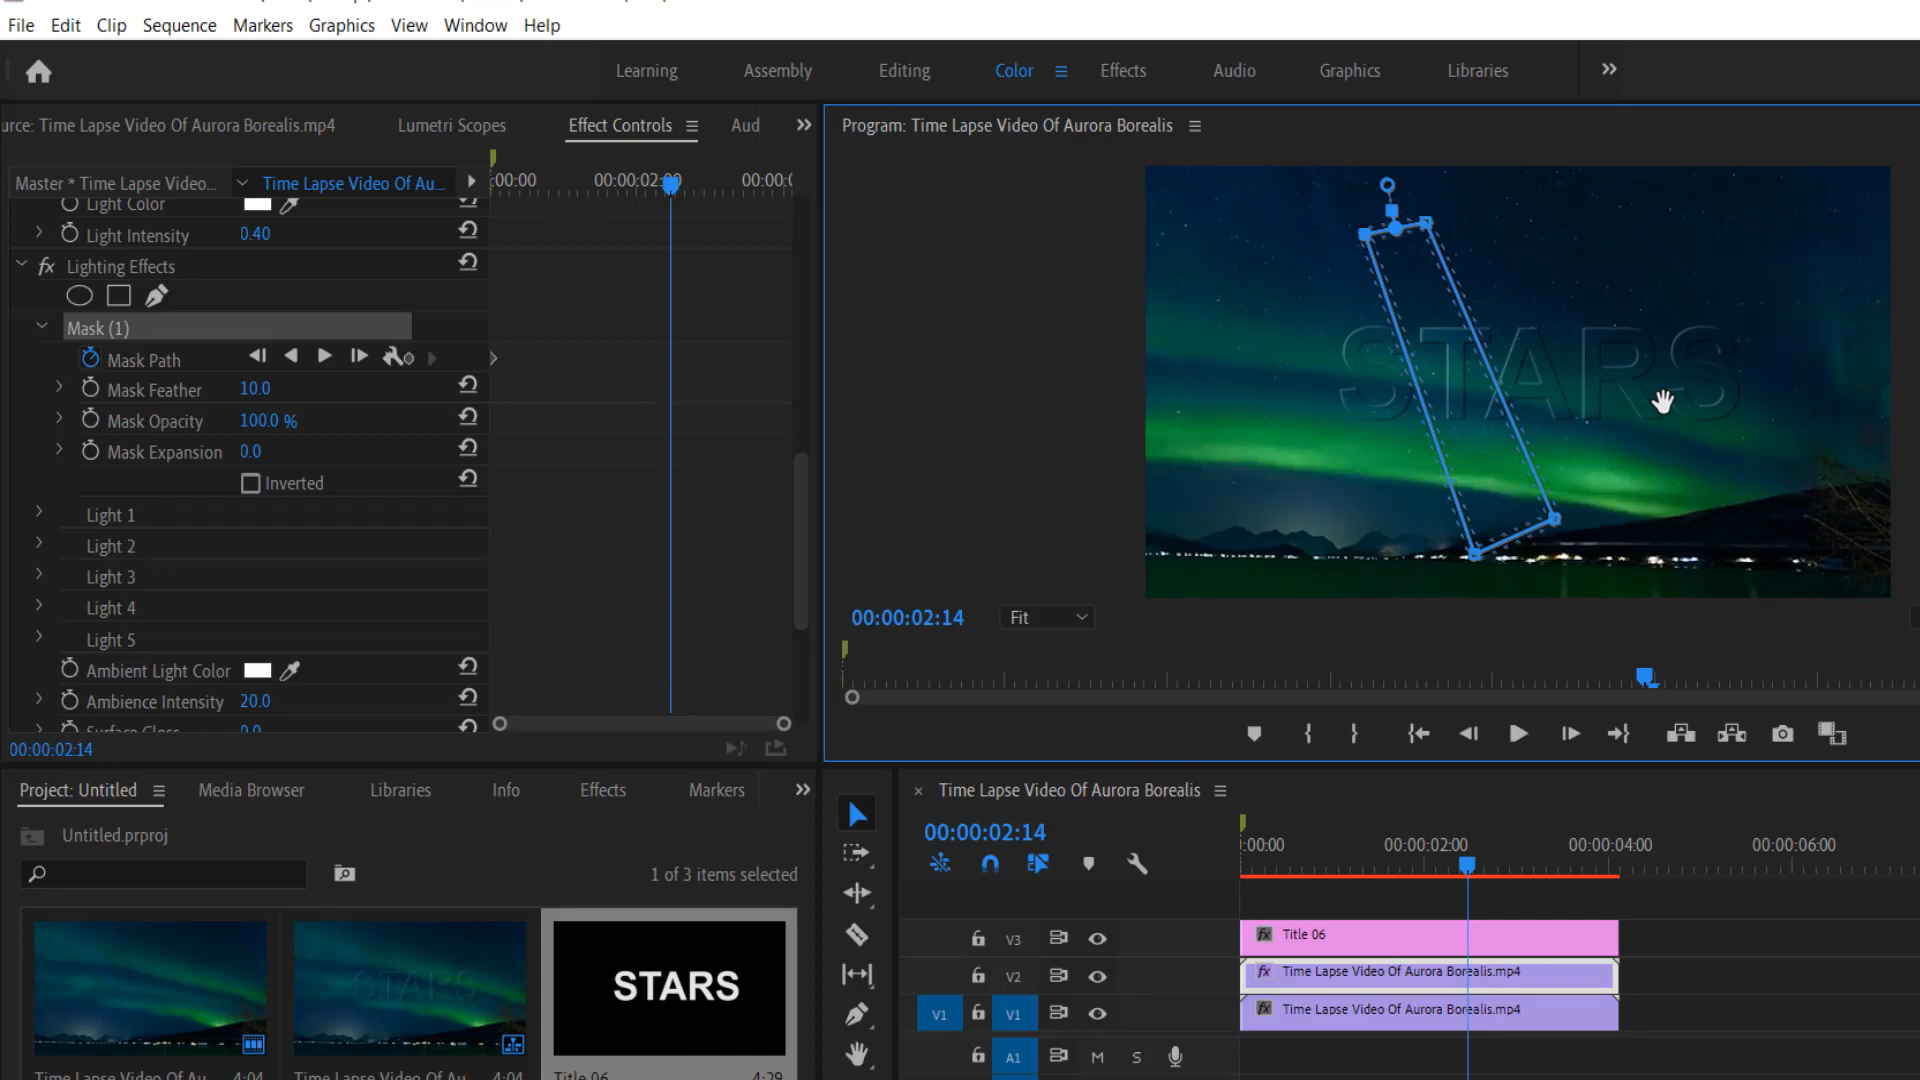 File Edit Clip Sequence Markers Graphics View Window Help
Learning Assembly Editing Color Effects Audio Graphics Libraries
urce: Time Lapse Video Of Aurora Borealis.mp4 Lumetri Scopes Effect Controls Aud
Program: Time Lapse Video Of Aurora Borealis
Master * Time Lapse Video... Time Lapse Video Of Au... :00:00 00:00:02:00 00:00:(
Light Color
Light Intensity 0.40
fx Lighting Effects
Mask (1)
Mask Path
Mask Feather 10.0
Mask Opacity 100.0 %
Mask Expansion 0.0
Inverted
Light 1
Light 2
Light 3
Light 4
Light 5
Ambient Light Color
Ambience Intensity 20.0
Surface Gloss 0.0
00:00:02:14
STARS
00:00:02:14 Fit
Project: Untitled Media Browser Libraries Info Effects Markers
Untitled.prproj
1 of 3 items selected
STARS
STARS
Time Lapse Video Of Au... 4:04 Time Lapse Video Of Au... 4:04 Title 06 4:29
× Time Lapse Video Of Aurora Borealis
00:00:02:14
:00:00 00:00:02:00 00:00:04:00 00:00:06:00
V3 fx Title 06
V2 fx Time Lapse Video Of Aurora Borealis.mp4
V1 V1 fx Time Lapse Video Of Aurora Borealis.mp4
A1 M S